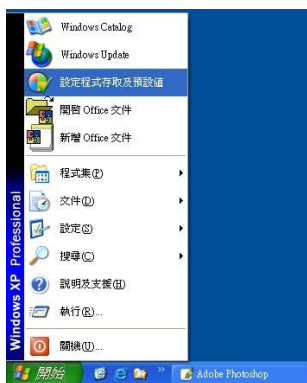 Windows Catalog
Windows Update
設定程式存取及預設值
開啓 Office 文件
新增 Office 文件
程式集(P)
文件(D)
設定(S)
搜尋(C)
說明及支援(H)
執行(R)...
關機(U)...
Windows XP Professional
開始
Adobe Photoshop